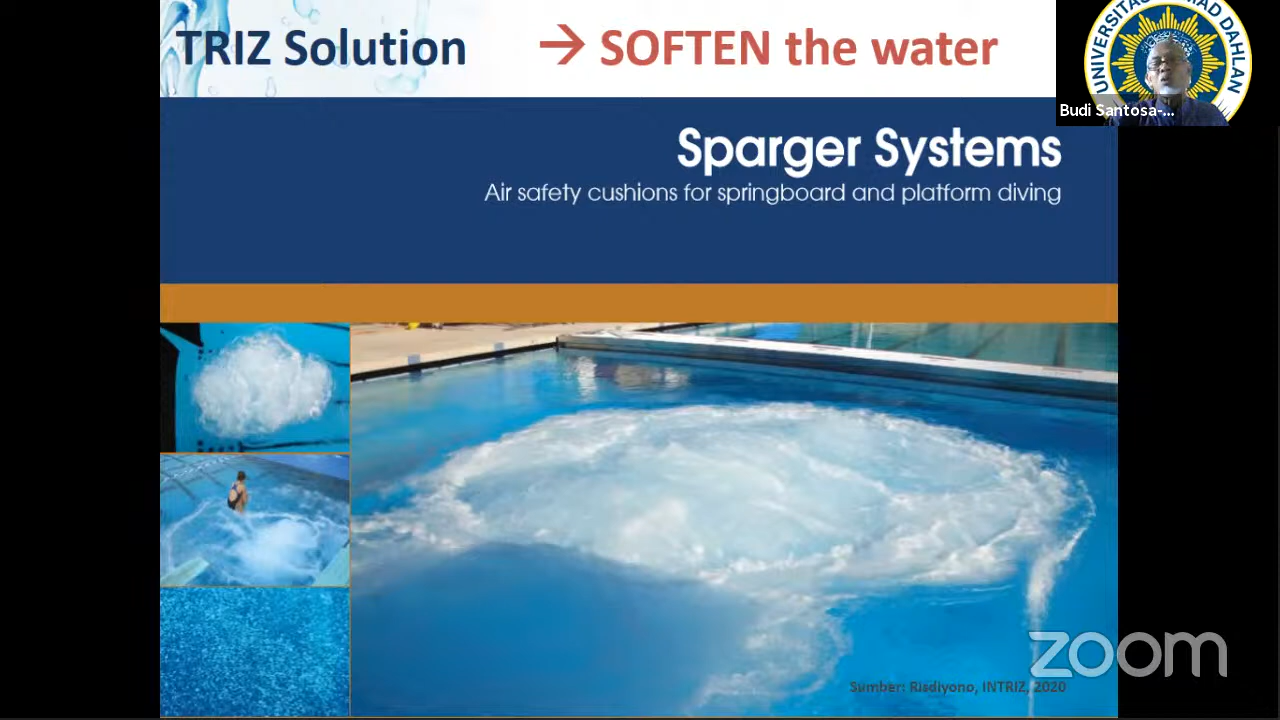 TRIZ Solution → SOFTEN the water
Sparger Systems
Air safety cushions for springboard and platform diving
Budi Santosa-...
zoom
Sumber: Risdiyono, INTRIZ, 2020